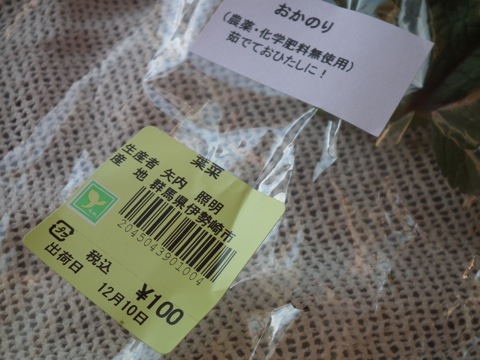 おかのり
(農薬・化学肥料無使用)
茹でておひたしに!
葉菜
生産者 矢内 照明
産 地 群馬県伊勢崎市
2045043901004
税込 ¥100
出荷日 12月10日